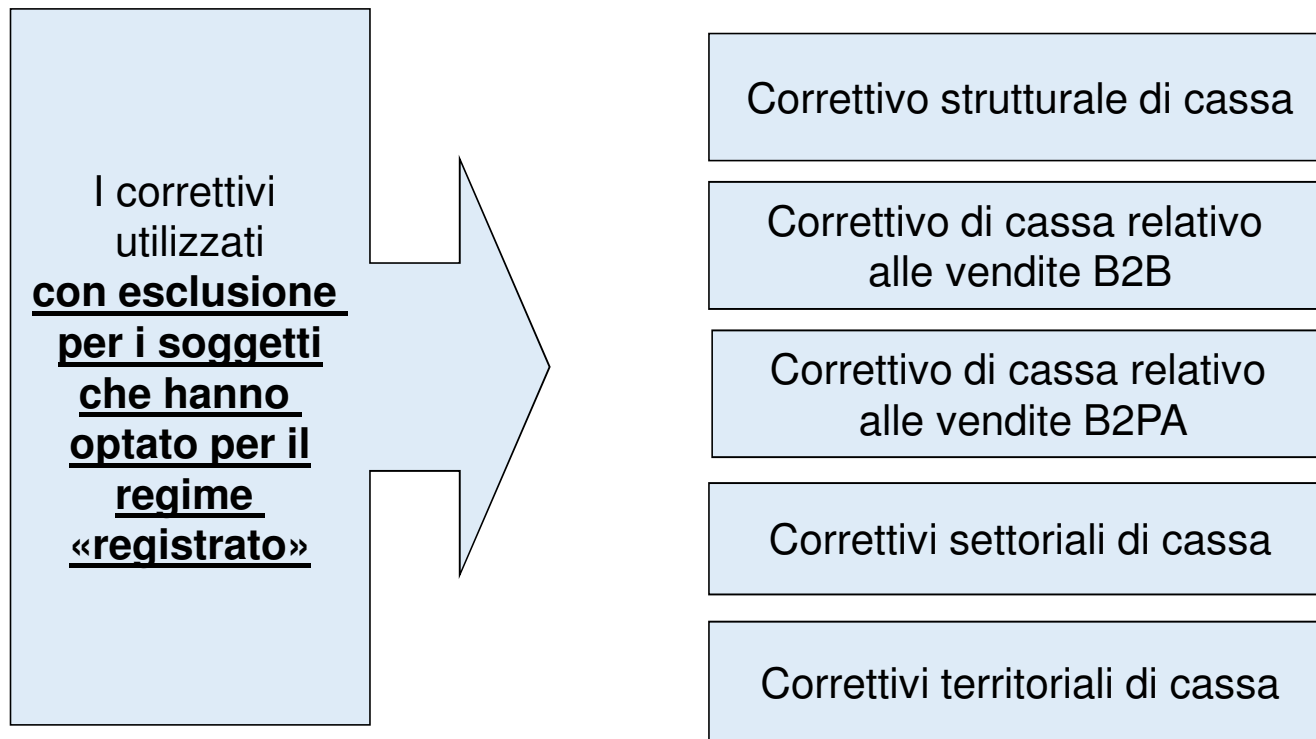 I correttivi
utilizzati
con esclusione
per i soggetti
che hanno
optato per il
regime
«registrato»
Correttivo strutturale di cassa
Correttivo di cassa relativo
alle vendite B2B
Correttivo di cassa relativo
alle vendite B2PA
Correttivi settoriali di cassa
Correttivi territoriali di cassa